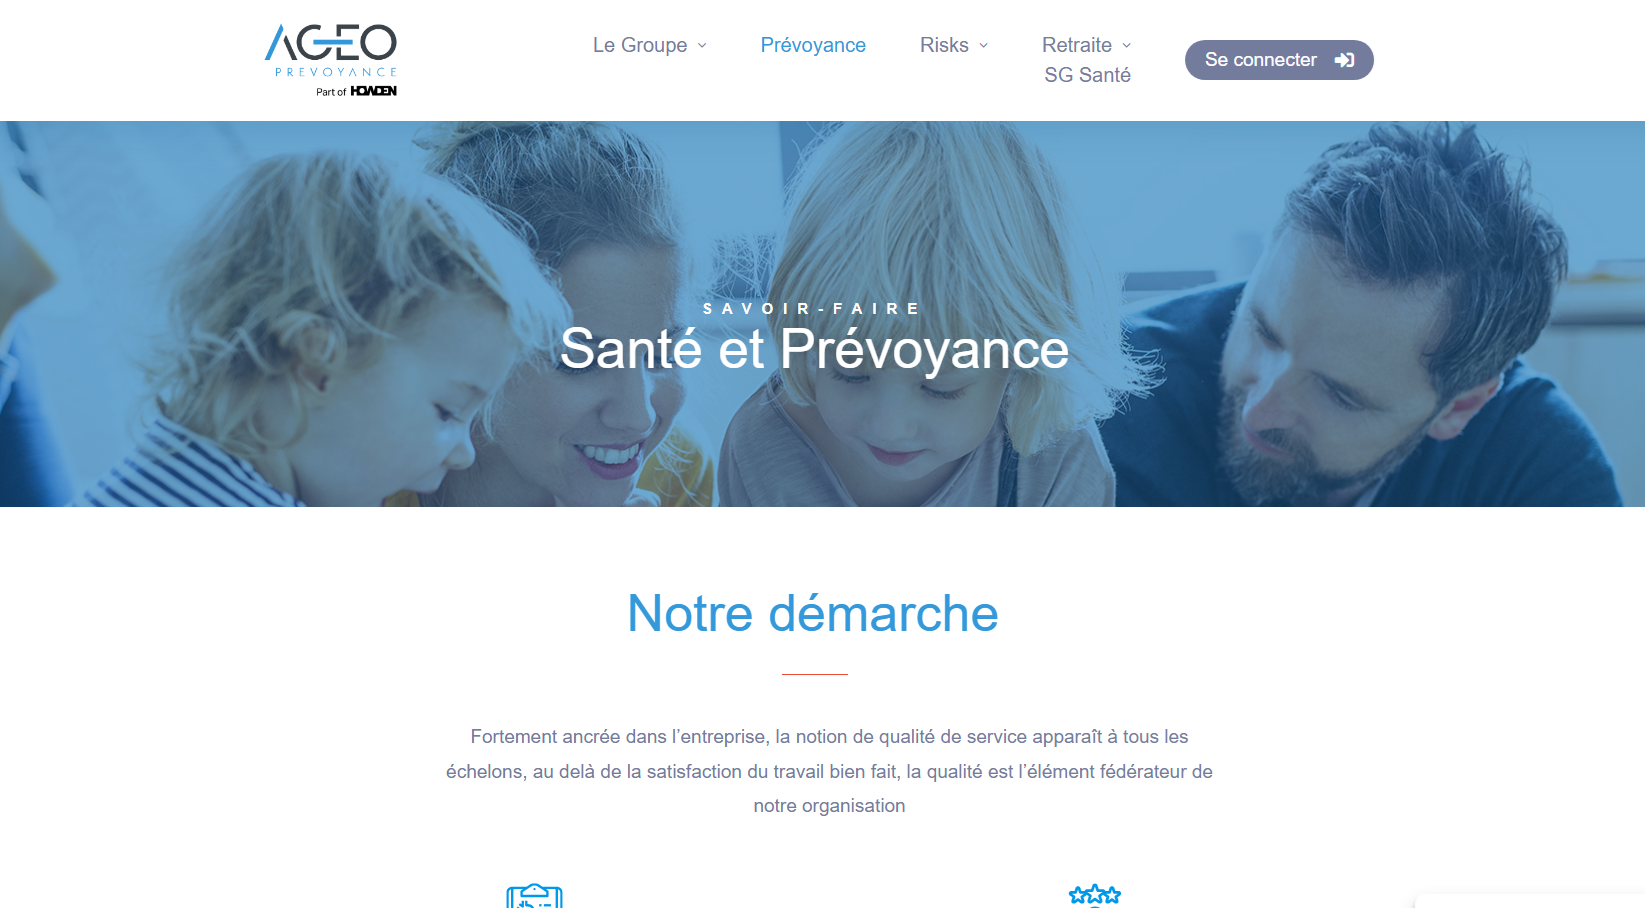 AGEO
PREVOYANCE
Part of HOWDEN
Le Groupe
Prévoyance
Risks
Retraite
SG Santé
Se connecter
SAVOIR-FAIRE
Santé et Prévoyance
Notre démarche
Fortement ancrée dans l’entreprise, la notion de qualité de service apparaît à tous les
échelons, au delà de la satisfaction du travail bien fait, la qualité est l’élément fédérateur de
notre organisation